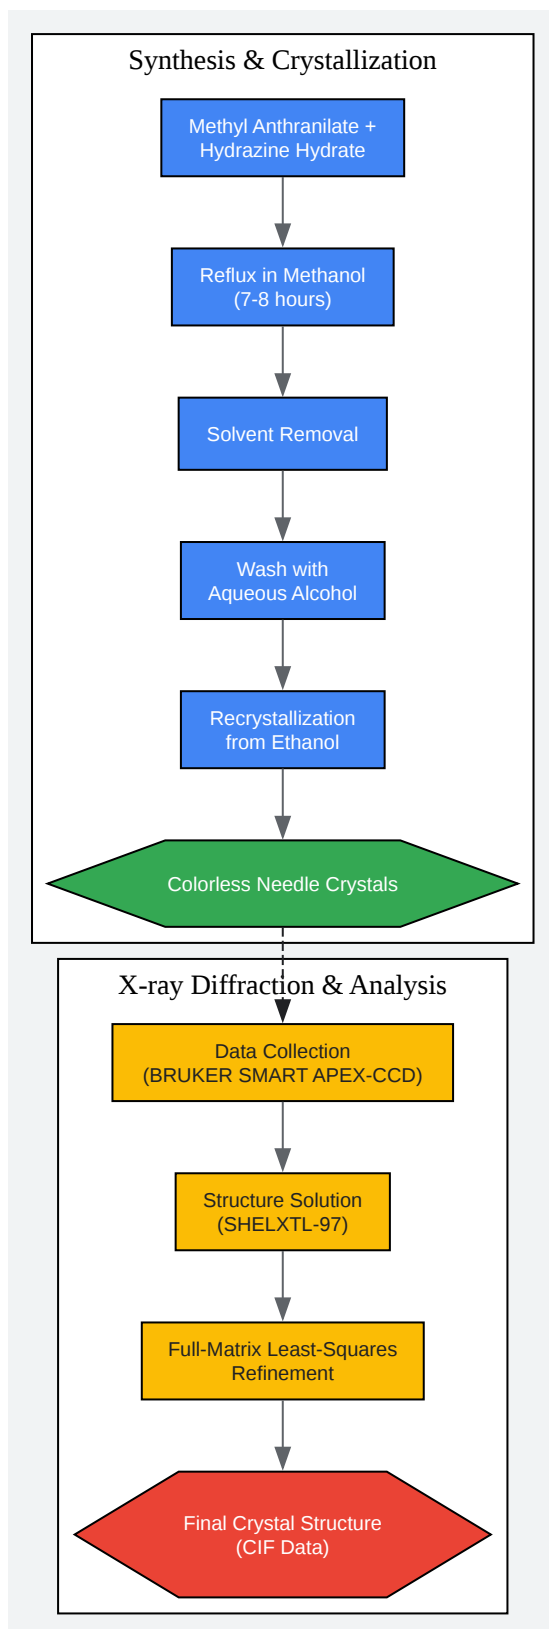 Synthesis & Crystallization
Methyl Anthranilate +
Hydrazine Hydrate
Reflux in Methanol
(7-8 hours)
Solvent Removal
Wash with
Aqueous Alcohol
Recrystallization
from Ethanol
Colorless Needle Crystals
X-ray Diffraction & Analysis
Data Collection
(BRUKER SMART APEX-CCD)
Structure Solution
(SHELXTL-97)
Full-Matrix Least-Squares
Refinement
Final Crystal Structure
(CIF Data)